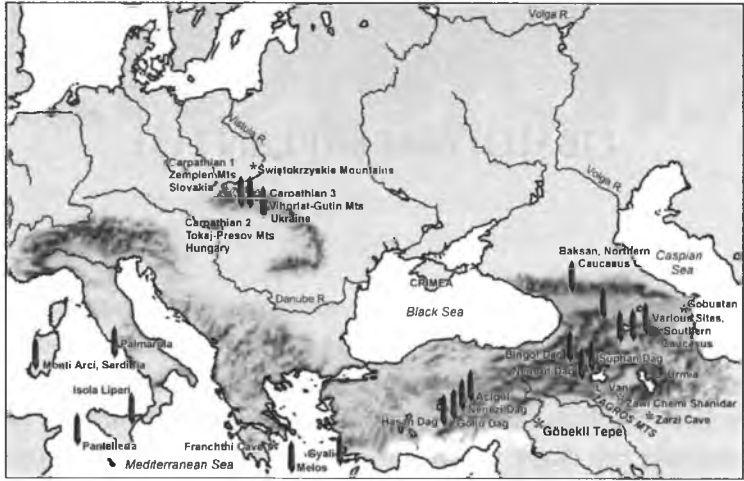 Volga R.
Vistula R.
Carpathian 1
Zemplen Mts
Slovakia
Świętokrzyskie Mountains
Carpathian 3
Vihorlat-Gutin Mts
Ukraine
Carpathian 2
Tokaj-Presov Mts
Hungary
Volga R.
Baksan, Northern
Caucasus
Caspian
Sea
CRIMEA
Danube R.
Black Sea
Gobustan
Various Sites,
Southern
Caucasus
Palmarola
Monti Arci, Sardinia
Bingol Dag
Suphan Dag
Nemrut Dag
Urmia
Van
Isola Lipari
Acigol
Nenezi Dag
Gollu Dag
Hasan Dag
Zawi Chemi Shanidar
ZAGROS MTS
Zarzi Cave
Göbekli Tepe
Pantelleria
Franchthi Cave
Gyali
Melos
Mediterranean Sea